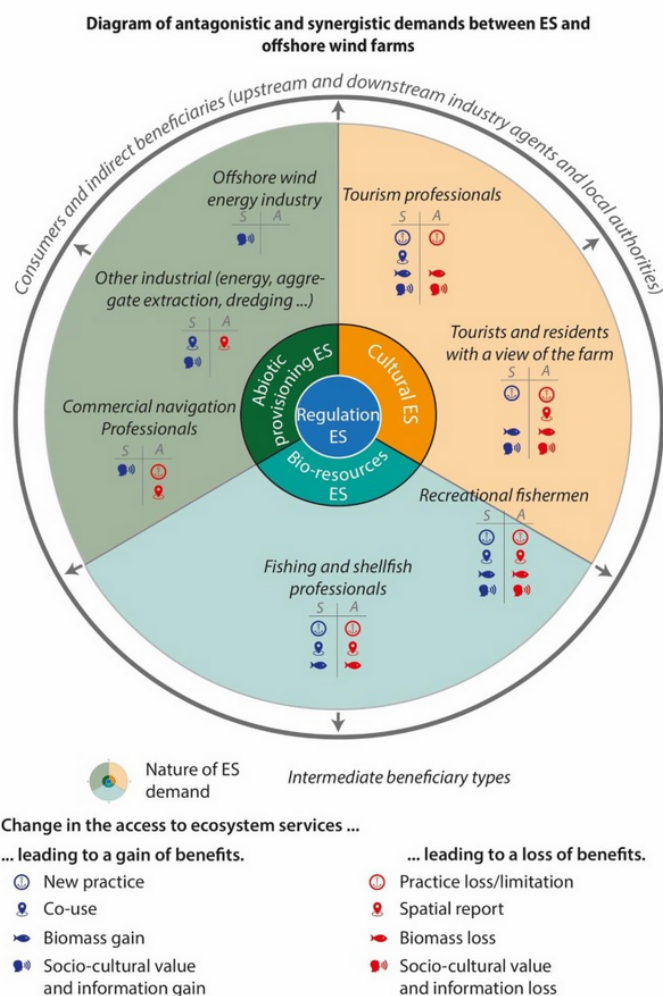 Diagram of antagonistic and synergistic demands between ES and
offshore wind farms
Consumers and indirect beneficiaries (upstream and downstream industry agents and local authorities)
Offshore wind
energy industry
S A
Tourism professionals
S A
Other industrial (energy, aggre-
gate extraction, dredging ...)
S A
Tourists and residents
with a view of the farm
S A
Commercial navigation
Professionals
S A
Abiotic
provisioning ES
Cultural ES
Regulation
ES
Bio-resources
ES
Recreational fishermen
S A
Fishing and shellfish
professionals
S A
Nature of ES
demand
Intermediate beneficiary types
Change in the access to ecosystem services ...
... leading to a gain of benefits.
New practice
Co-use
Biomass gain
Socio-cultural value
and information gain
... leading to a loss of benefits.
Practice loss/limitation
Spatial report
Biomass loss
Socio-cultural value
and information loss